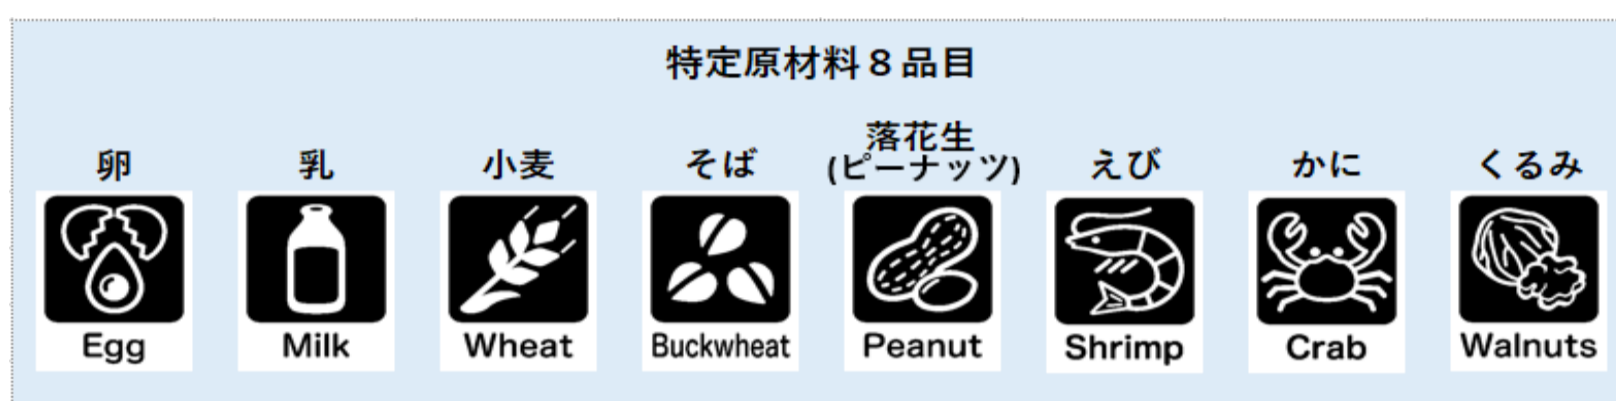 特定原材料８品目
卵
乳
小麦
そば
落花生
(ピーナッツ)
えび
かに
くるみ
Egg
Milk
Wheat
Buckwheat
Peanut
Shrimp
Crab
Walnuts